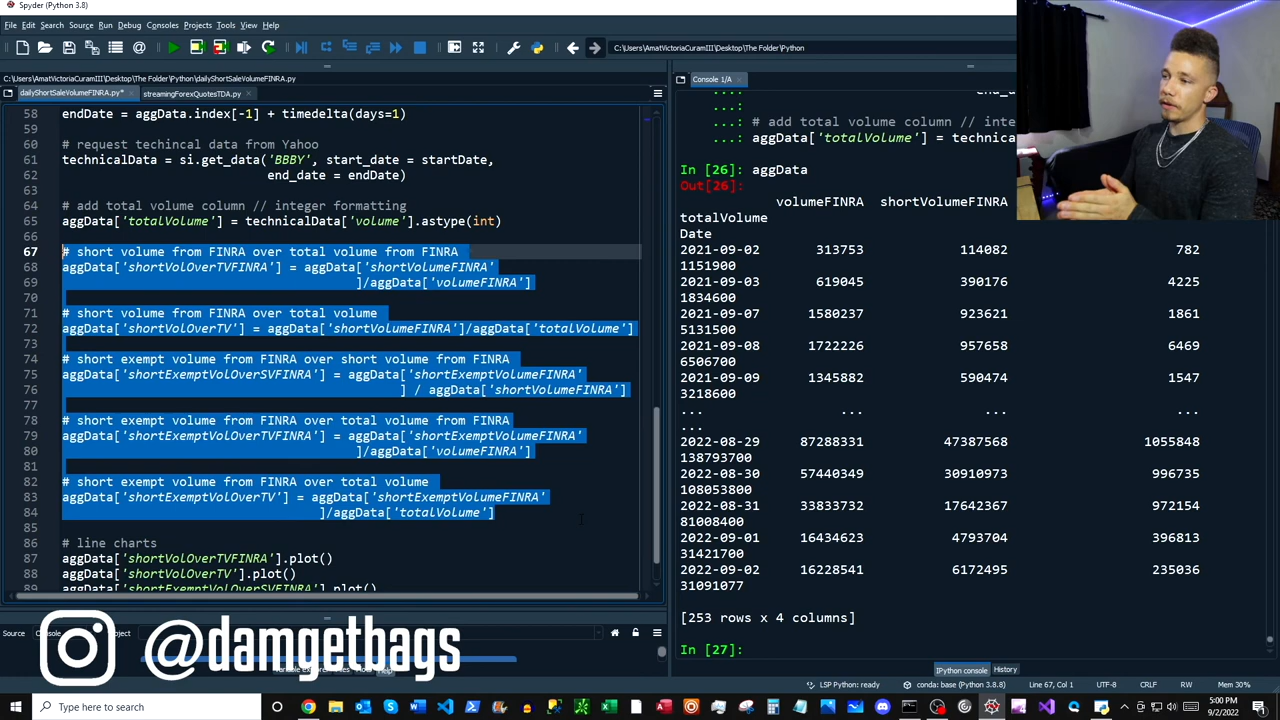 Spyder (Python 3.8)
File Edit Search Source Run Debug Consoles Projects Tools View Help
C:\Users\AmatVictoriaCuramIII\Desktop\The Folder\Python
C:\Users\AmatVictoriaCuramIII\Desktop\The Folder\Python\dailyShortSaleVolumeFINRA.py
dailyShortSaleVolumeFINRA.py*
streamingForexQuotesTDA.py
58 endDate = aggData.index[-1] + timedelta(days=1)
59
60 # request techincal data from Yahoo
61 technicalData = si.get_data('BBBY', start_date = startDate,
62 end_date = endDate)
63
64 # add total volume column // integer formatting
65 aggData['totalVolume'] = technicalData['volume'].astype(int)
66
67 # short volume from FINRA over total volume from FINRA
68 aggData['shortVolOverTVFINRA'] = aggData['shortVolumeFINRA'
69 ]/aggData['volumeFINRA']
70
71 # short volume from FINRA over total volume
72 aggData['shortVolOverTV'] = aggData['shortVolumeFINRA']/aggData['totalVolume']
73
74 # short exempt volume from FINRA over short volume from FINRA
75 aggData['shortExemptVolOverSVFINRA'] = aggData['shortExemptVolumeFINRA'
76 ] / aggData['shortVolumeFINRA']
77
78 # short exempt volume from FINRA over total volume from FINRA
79 aggData['shortExemptVolOverTVFINRA'] = aggData['shortExemptVolumeFINRA'
80 ]/aggData['volumeFINRA']
81
82 # short exempt volume from FINRA over total volume
83 aggData['shortExemptVolOverTV'] = aggData['shortExemptVolumeFINRA'
84 ]/aggData['totalVolume']
85
86 # line charts
87 aggData['shortVolOverTVFINRA'].plot()
88 aggData['shortVolOverTV'].plot()
89 aggData['shortExemptVolOverSVFINRA'].plot()
Source
@damgetbags
Console 1/A
...:
...: # add total volume column // inte
...: aggData['totalVolume'] = technical
In [26]: aggData
Out[26]:
volumeFINRA shortVolumeFINRA
totalVolume
Date
2021-09-02 313753 114082 782
1151900
2021-09-03 619045 390176 4225
1834600
2021-09-07 1580237 923621 1861
5131500
2021-09-08 1722226 957658 6469
6506700
2021-09-09 1345882 590474 1547
3218600
... ... ... ...
...
2022-08-29 87288331 47387568 1055848
138793700
2022-08-30 57440349 30910973 996735
108053800
2022-08-31 33833732 17642367 972154
81008400
2022-09-01 16434623 4793704 396813
31421700
2022-09-02 16228541 6172495 235036
31091077
[253 rows x 4 columns]
In [27]:
IPython console History
LSP Python: ready conda: base (Python 3.8.8) Line 67, Col 1 UTF-8 CRLF RW Mem 30%
Type here to search
5:00 PM
9/2/2022